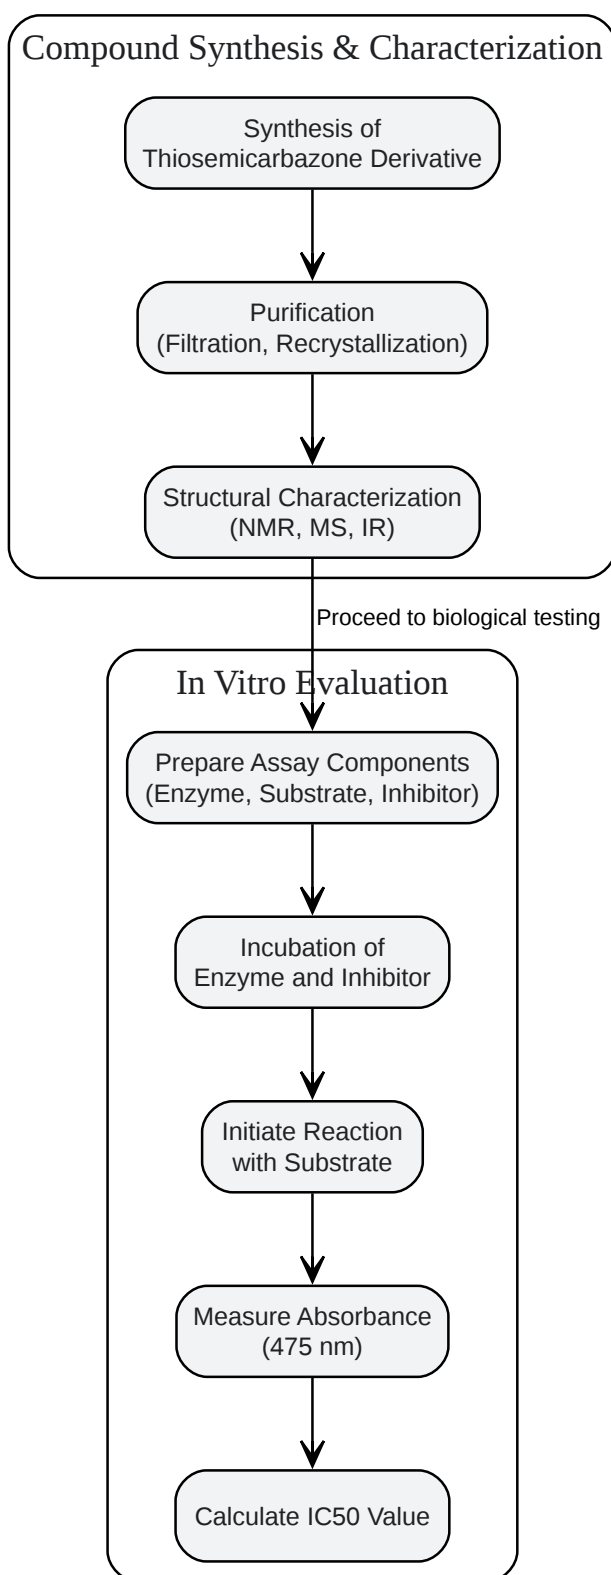 Compound Synthesis & Characterization
Synthesis of
Thiosemicarbazone Derivative
Purification
(Filtration, Recrystallization)
Structural Characterization
(NMR, MS, IR)
Proceed to biological testing
In Vitro Evaluation
Prepare Assay Components
(Enzyme, Substrate, Inhibitor)
Incubation of
Enzyme and Inhibitor
Initiate Reaction
with Substrate
Measure Absorbance
(475 nm)
Calculate IC50 Value